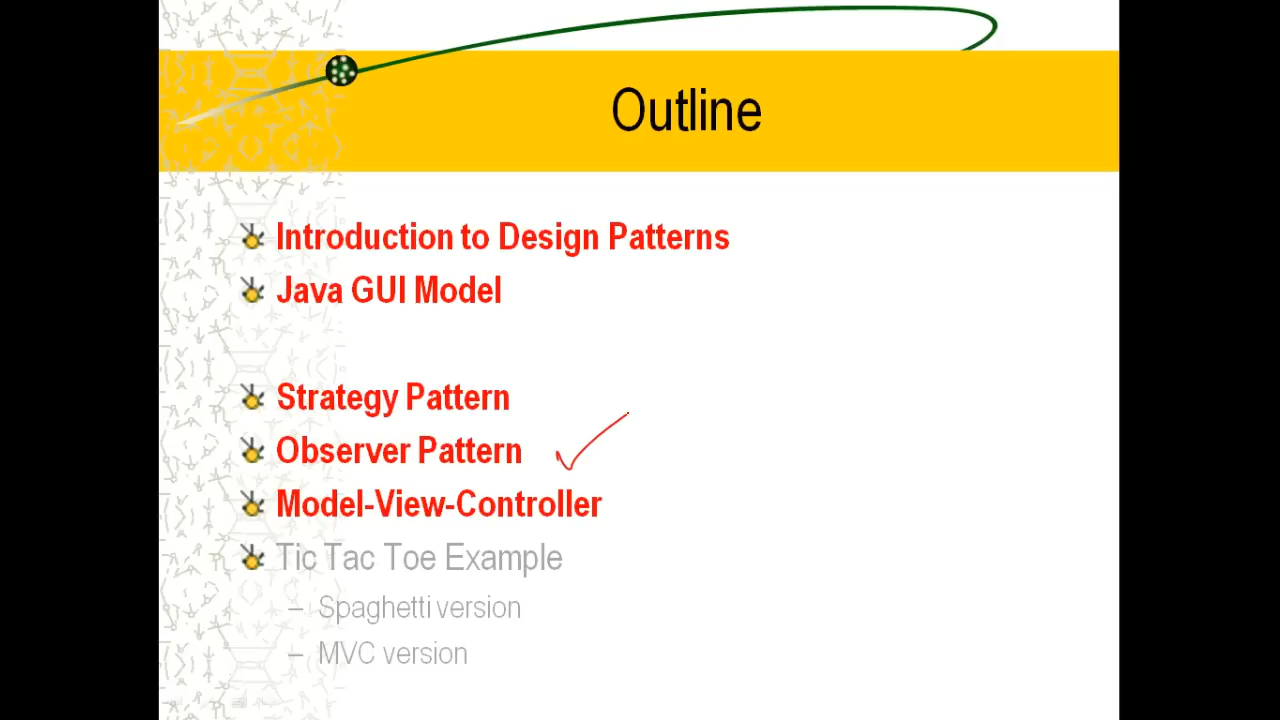 Outline
Introduction to Design Patterns
Java GUI Model
Strategy Pattern
Observer Pattern
Model-View-Controller
Tic Tac Toe Example
– Spaghetti version
– MVC version